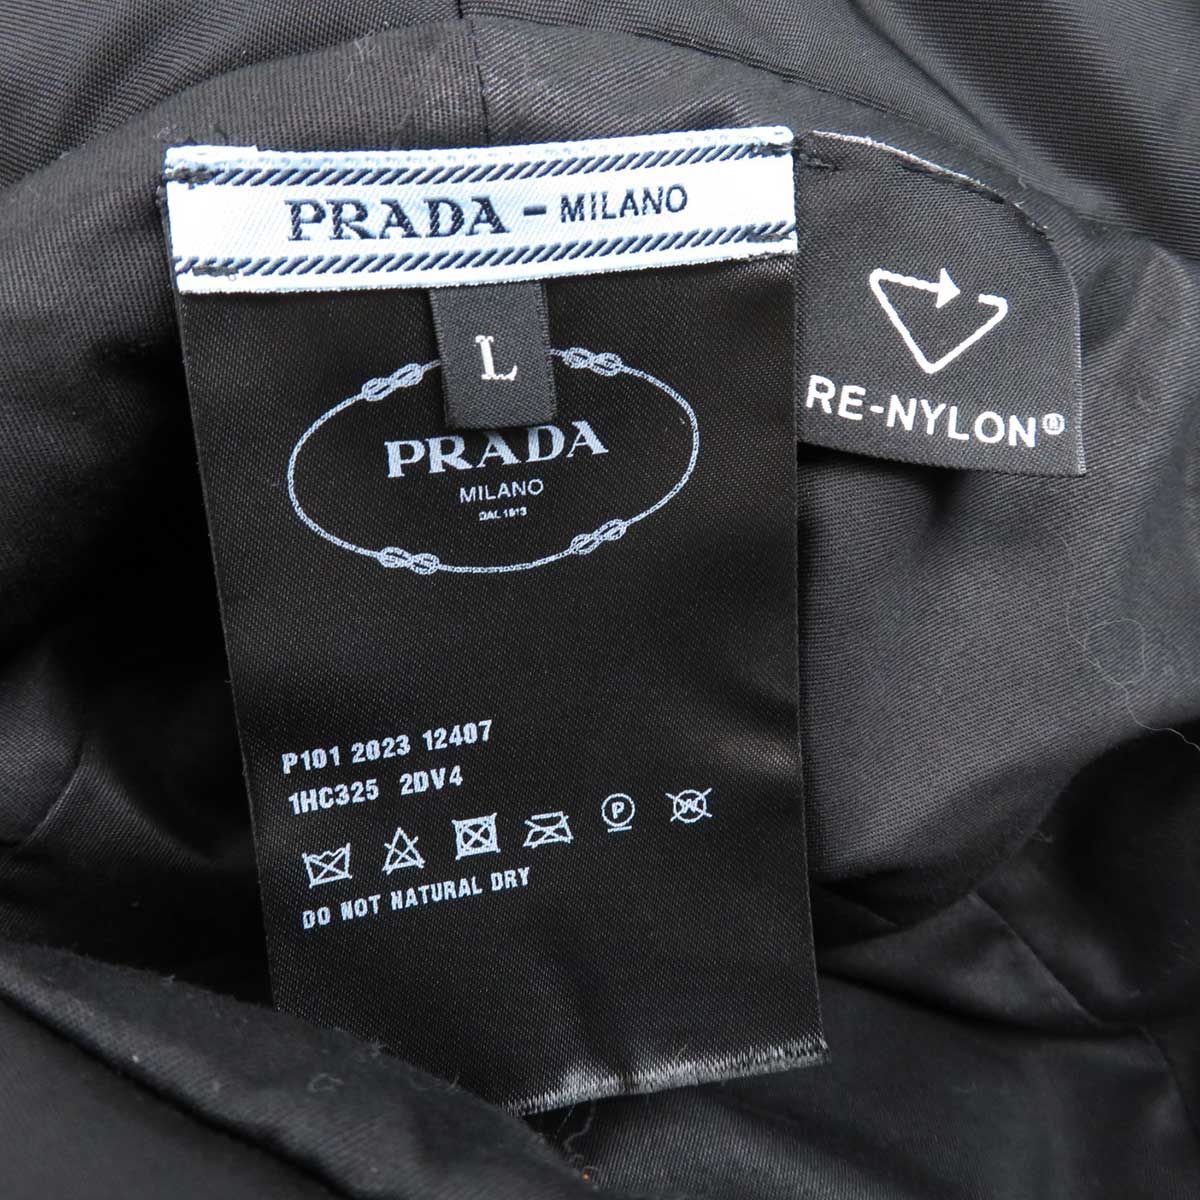 PRADA - MILANO
L
PRADA
MILANO
DAL 1913
RE-NYLON®
P101 2023 12407
1HC325 2DV4
P W
DO NOT NATURAL DRY